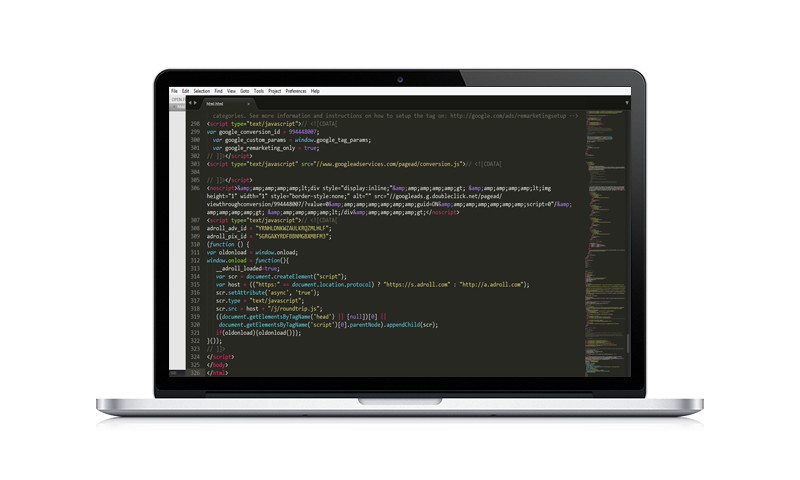 File Edit Selection Find View Goto Tools Project Preferences Help
html.html
categories. See more information and instructions on how to setup the tag on: http://google.com/ads/remarketingsetup -->
298 <script type="text/javascript">// <![CDATA[
299 var google_conversion_id = 994448007;
300 var google_custom_params = window.google_tag_params;
301 var google_remarketing_only = true;
302 // ]]></script>
303 <script type="text/javascript" src="//www.googleadservices.com/pagead/conversion.js">// <![CDATA[
304
305 // ]]></script>
306 <noscript>&amp;amp;amp;amp;amp;lt;div style="display:inline;"&amp;amp;amp;amp;amp;gt; &amp;amp;amp;amp;amp;lt;img
height="1" width="1" style="border-style:none;" alt="" src="//googleads.g.doubleclick.net/pagead/
viewthroughconversion/994448007/?value=0&amp;amp;amp;amp;amp;amp;guid=ON&amp;amp;amp;amp;amp;amp;script=0"/&amp;
amp;amp;amp;amp;gt; &amp;amp;amp;amp;amp;lt;/div&amp;amp;amp;amp;amp;gt;</noscript>
307 <script type="text/javascript">// <![CDATA[
308 adroll_adv_id =
309 adroll_pix_id =
310 (function () {
311 var oldonload = window.onload;
312 window.onload = function(){
313 __adroll_loaded=true;
314 var scr = document.createElement("script");
315 var host = (("https:" == document.location.protocol) ? "https://s.adroll.com" : "http://a.adroll.com");
316 scr.setAttribute('async', 'true');
317 scr.type = "text/javascript";
318 scr.src = host + "/j/roundtrip.js";
319 ((document.getElementsByTagName('head') || [null])[0] ||
320 document.getElementsByTagName('script')[0].parentNode).appendChild(scr);
321 if(oldonload){oldonload()}};
322 }());
323 // ]]>
324 </script>
325 </body>
326 </html>